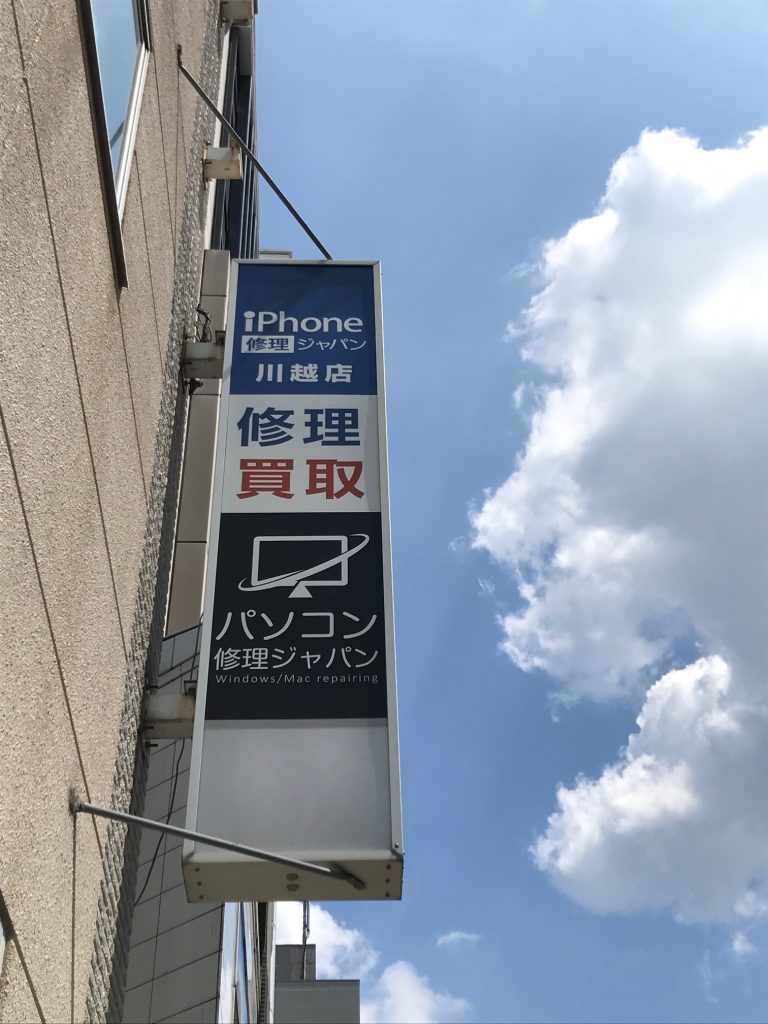 iPhone
修理 ジャパン
川越店
修理
買取
パソコン
修理ジャパン
Windows/Mac repairing